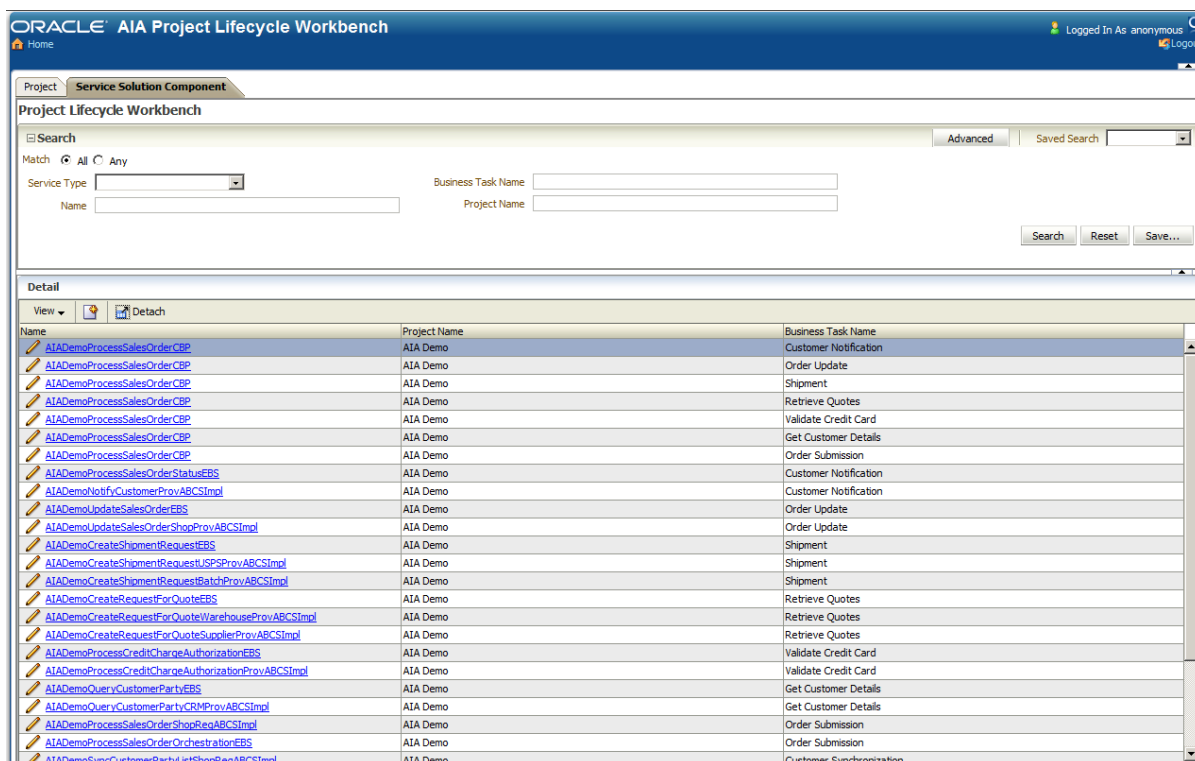 ORACLE AIA Project Lifecycle Workbench
Logged In As anonymous
Home
Project Service Solution Component
Project Lifecycle Workbench
Search Advanced Saved Search
Match All Any
Service Type Business Task Name
Name Project Name
Search Reset Save...
Detail
View Detach
Name Project Name Business Task Name
AIADemoProcessSalesOrderCBP AIA Demo Customer Notification
AIADemoProcessSalesOrderCBP AIA Demo Order Update
AIADemoProcessSalesOrderCBP AIA Demo Shipment
AIADemoProcessSalesOrderCBP AIA Demo Retrieve Quotes
AIADemoProcessSalesOrderCBP AIA Demo Validate Credit Card
AIADemoProcessSalesOrderCBP AIA Demo Get Customer Details
AIADemoProcessSalesOrderCBP AIA Demo Order Submission
AIADemoProcessSalesOrderStatusEBS AIA Demo Customer Notification
AIADemoNotifyCustomerProvABCSImpl AIA Demo Customer Notification
AIADemoUpdateSalesOrderEBS AIA Demo Order Update
AIADemoUpdateSalesOrderShopProvABCSImpl AIA Demo Order Update
AIADemoCreateShipmentRequestEBS AIA Demo Shipment
AIADemoCreateShipmentRequestUSPSProvABCSImpl AIA Demo Shipment
AIADemoCreateShipmentRequestBatchProvABCSImpl AIA Demo Shipment
AIADemoCreateRequestForQuoteEBS AIA Demo Retrieve Quotes
AIADemoCreateRequestForQuoteWarehouseProvABCSImpl AIA Demo Retrieve Quotes
AIADemoCreateRequestForQuoteSupplierProvABCSImpl AIA Demo Retrieve Quotes
AIADemoProcessCreditChargeAuthorizationEBS AIA Demo Validate Credit Card
AIADemoProcessCreditChargeAuthorizationProvABCSImpl AIA Demo Validate Credit Card
AIADemoQueryCustomerPartyEBS AIA Demo Get Customer Details
AIADemoQueryCustomerPartyCRMProvABCSImpl AIA Demo Get Customer Details
AIADemoProcessSalesOrderShopReqABCSImpl AIA Demo Order Submission
AIADemoProcessSalesOrderOrchestrationEBS AIA Demo Order Submission
AIADemoSyncCustomerPartyListShopReqABCSImpl AIA Demo Customer Synchronization